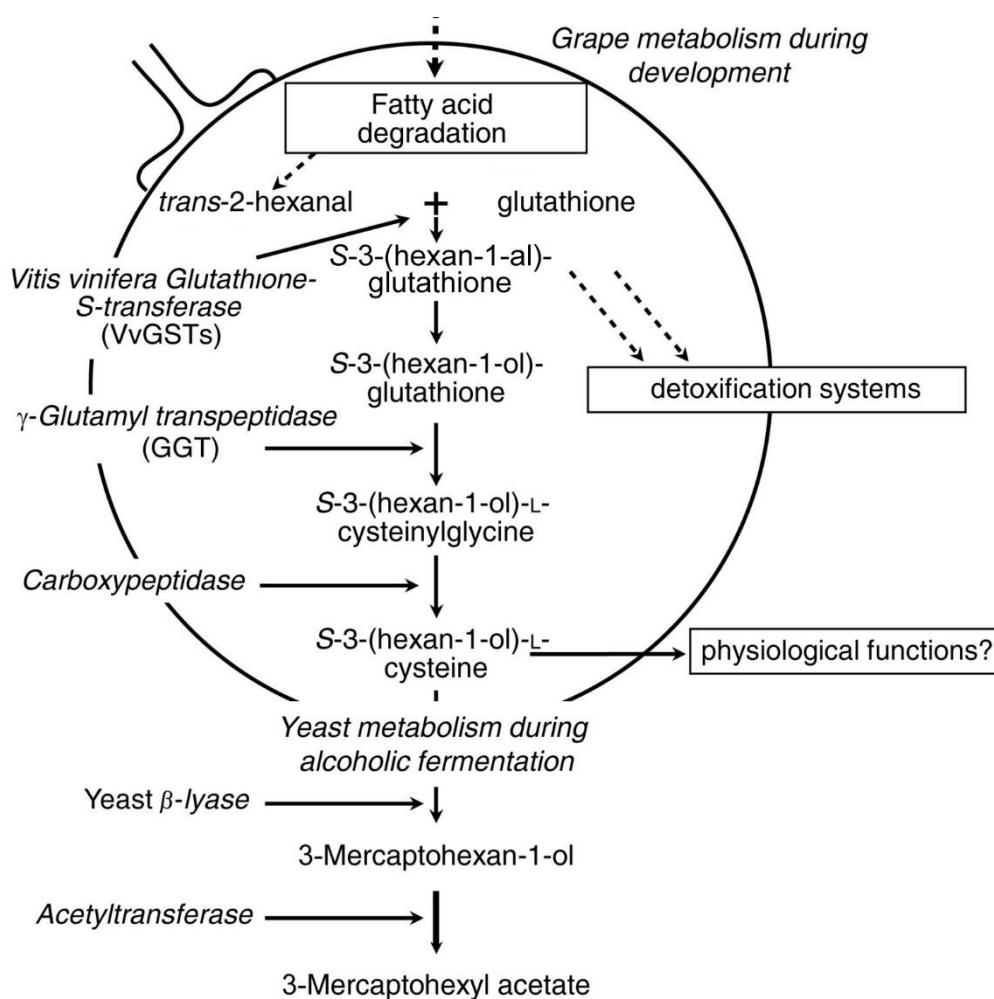 Grape metabolism during
development
Fatty acid
degradation
trans-2-hexanal + glutathione
S-3-(hexan-1-al)-
glutathione
Vitis vinifera Glutathione-
S-transferase
(VvGSTs)
S-3-(hexan-1-ol)-
glutathione
detoxification systems
γ-Glutamyl transpeptidase
(GGT)
S-3-(hexan-1-ol)-L-
cysteinylglycine
Carboxypeptidase
S-3-(hexan-1-ol)-L-
cysteine
physiological functions?
Yeast metabolism during
alcoholic fermentation
Yeast β-lyase
3-Mercaptohexan-1-ol
Acetyltransferase
3-Mercaptohexyl acetate